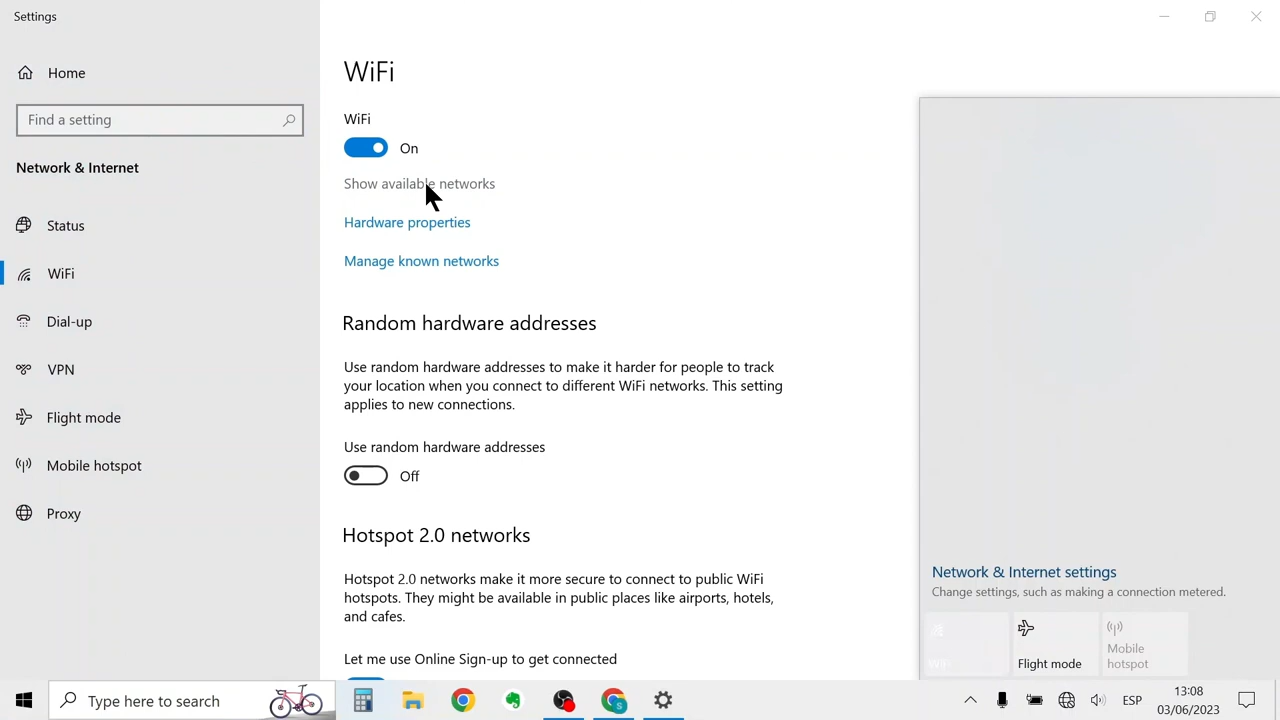 Settings
Home
Find a setting
Network & Internet
Status
WiFi
Dial-up
VPN
Flight mode
Mobile hotspot
Proxy
WiFi
WiFi
On
Show available networks
Hardware properties
Manage known networks
Random hardware addresses
Use random hardware addresses to make it harder for people to track
your location when you connect to different WiFi networks. This setting
applies to new connections.
Use random hardware addresses
Off
Hotspot 2.0 networks
Hotspot 2.0 networks make it more secure to connect to public WiFi
hotspots. They might be available in public places like airports, hotels,
and cafes.
Let me use Online Sign-up to get connected
Network & Internet settings
Change settings, such as making a connection metered.
WiFi
Flight mode
Mobile
hotspot
Type here to search
S
ESP
13:08
03/06/2023